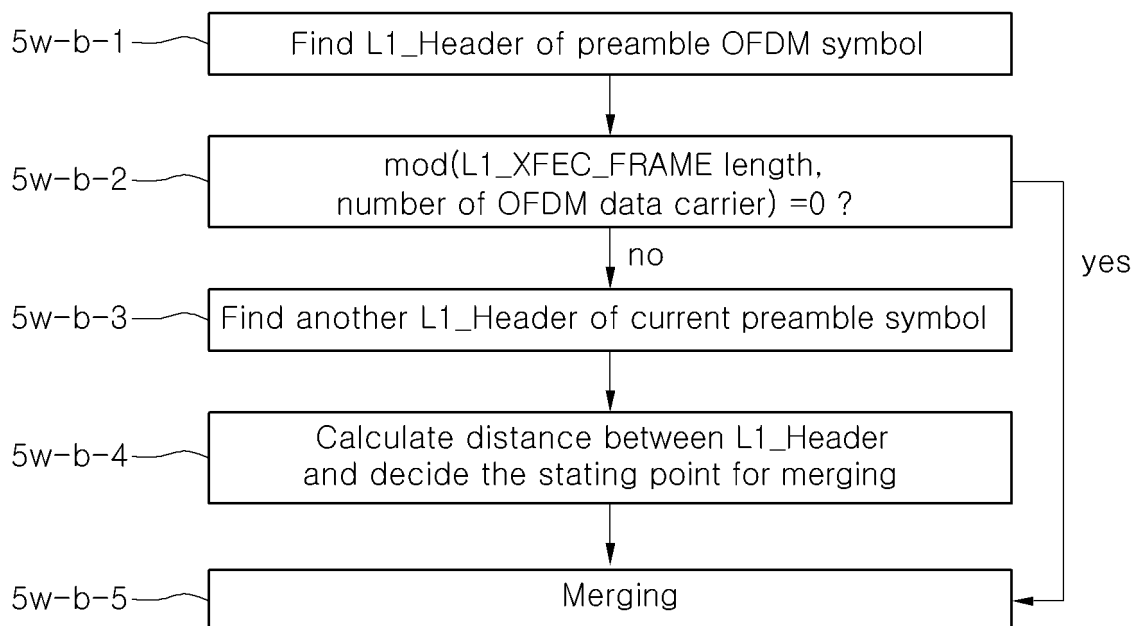 5w-b-1
Find L1_Header of preamble OFDM symbol
5w-b-2
mod(L1_XFEC_FRAME length,
number of OFDM data carrier) =0 ?
no
yes
5w-b-3
Find another L1_Header of current preamble symbol
5w-b-4
Calculate distance between L1_Header
and decide the stating point for merging
5w-b-5
Merging